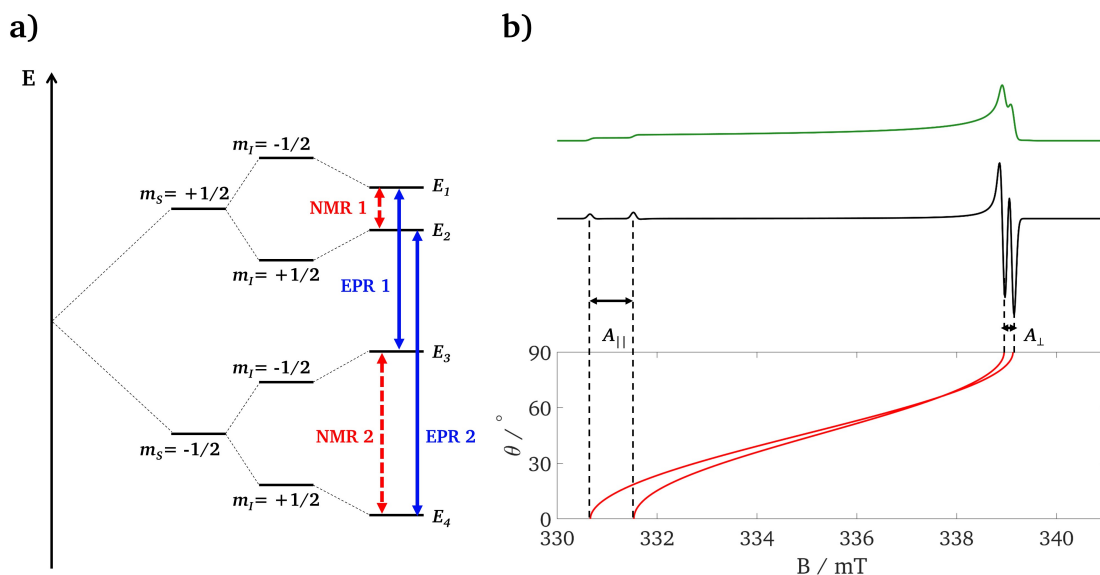 a)
E
m_I= -1/2
m_S= +1/2
E_1
NMR 1
E_2
m_I= +1/2
EPR 1
E_3
m_I= -1/2
NMR 2
EPR 2
m_S= -1/2
m_I= +1/2
E_4
b)
A_||
A_⊥
90
60
30
0
θ / °
330
332
334
336
338
340
B / mT